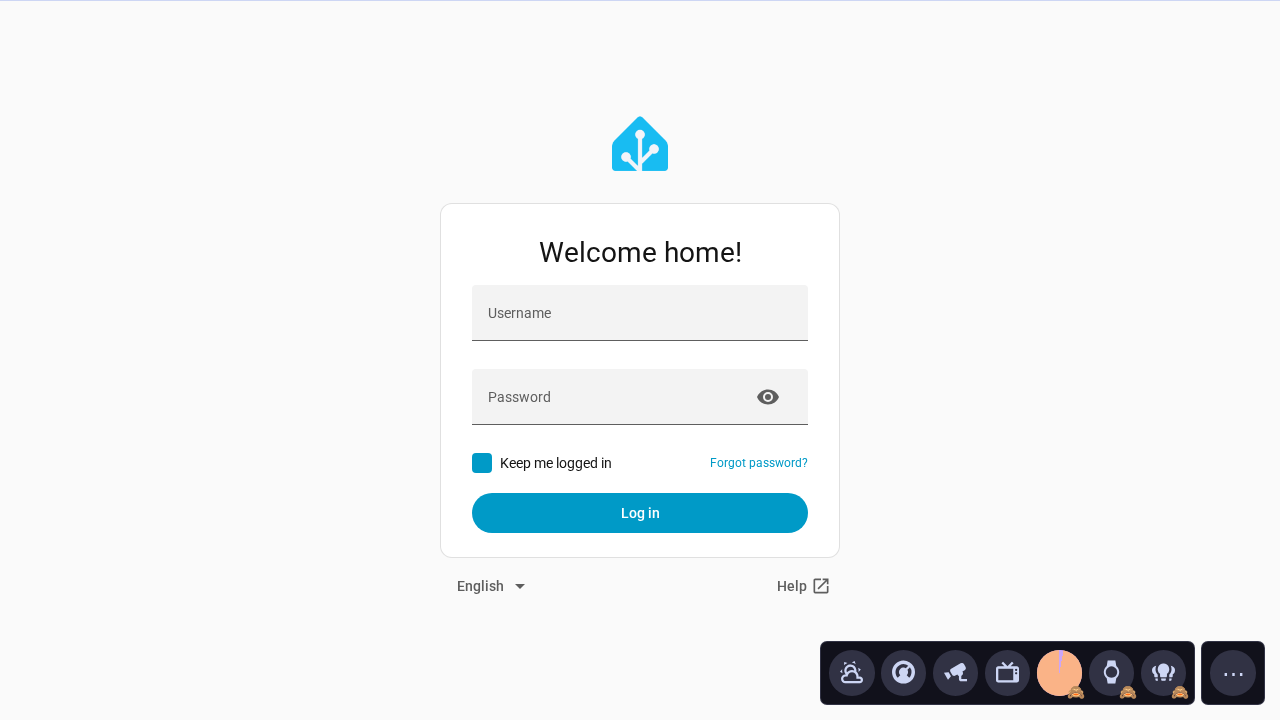 Welcome home!
Username
Password
Keep me logged in
Forgot password?
Log in
English
Help